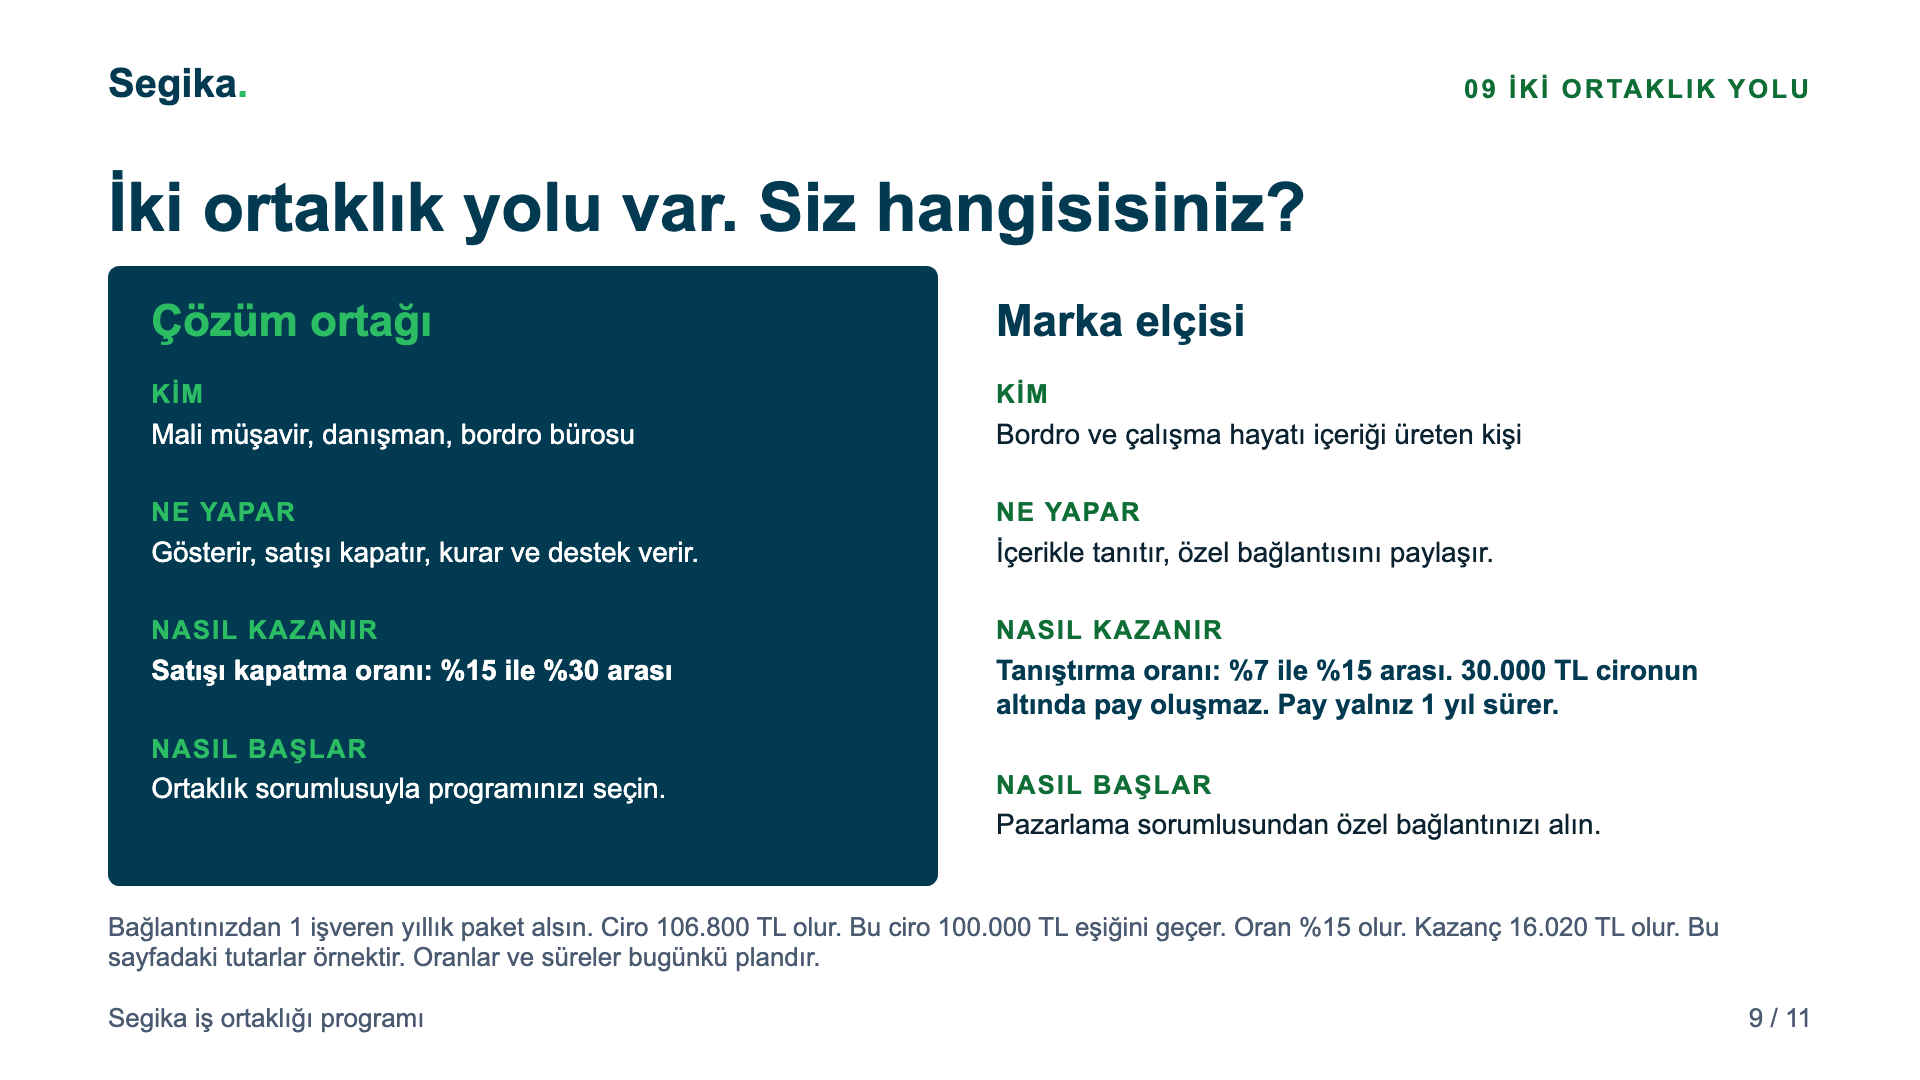 Segika.
09 İKİ ORTAKLIK YOLU
İki ortaklık yolu var. Siz hangisisiniz?
Çözüm ortağı
KİM
Mali müşavir, danışman, bordro bürosu
NE YAPAR
Gösterir, satışı kapatır, kurar ve destek verir.
NASIL KAZANIR
Satışı kapatma oranı: %15 ile %30 arası
NASIL BAŞLAR
Ortaklık sorumlusuyla programınızı seçin.
Marka elçisi
KİM
Bordro ve çalışma hayatı içeriği üreten kişi
NE YAPAR
İçerikle tanıtır, özel bağlantısını paylaşır.
NASIL KAZANIR
Tanıştırma oranı: %7 ile %15 arası. 30.000 TL cironun
altında pay oluşmaz. Pay yalnız 1 yıl sürer.
NASIL BAŞLAR
Pazarlama sorumlusundan özel bağlantınızı alın.
Bağlantınızdan 1 işveren yıllık paket alsın. Ciro 106.800 TL olur. Bu ciro 100.000 TL eşiğini geçer. Oran %15 olur. Kazanç 16.020 TL olur. Bu
sayfadaki tutarlar örnektir. Oranlar ve süreler bugünkü plandır.
Segika iş ortaklığı programı
9 / 11